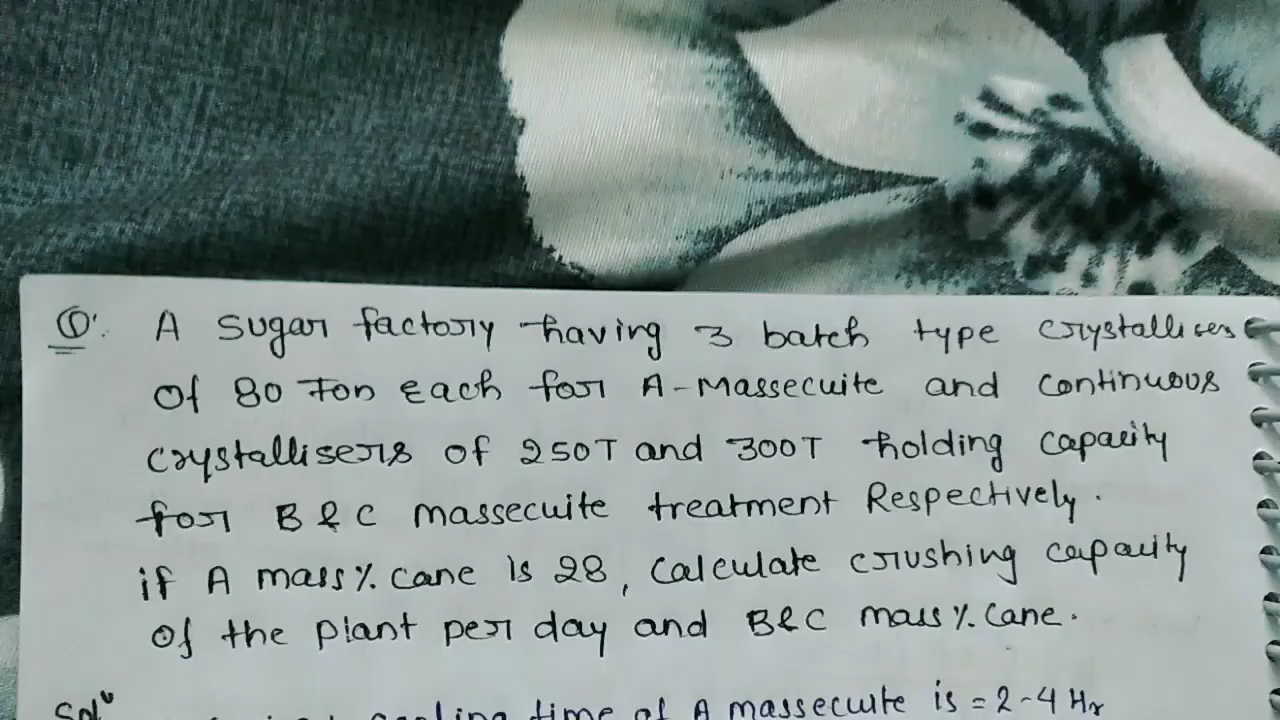 Q. A sugar factory having 3 batch type crystallisers
of 80 Ton each for A-Massecuite and continuous
crystallisers of 250T and 300T holding capacity
for B & C massecuite treatment Respectively.
if A mass% cane is 28, calculate crushing capacity
of the plant per day and B&C mass% cane.
Solⁿ cooling time of A massecuite is = 2-4 Hr